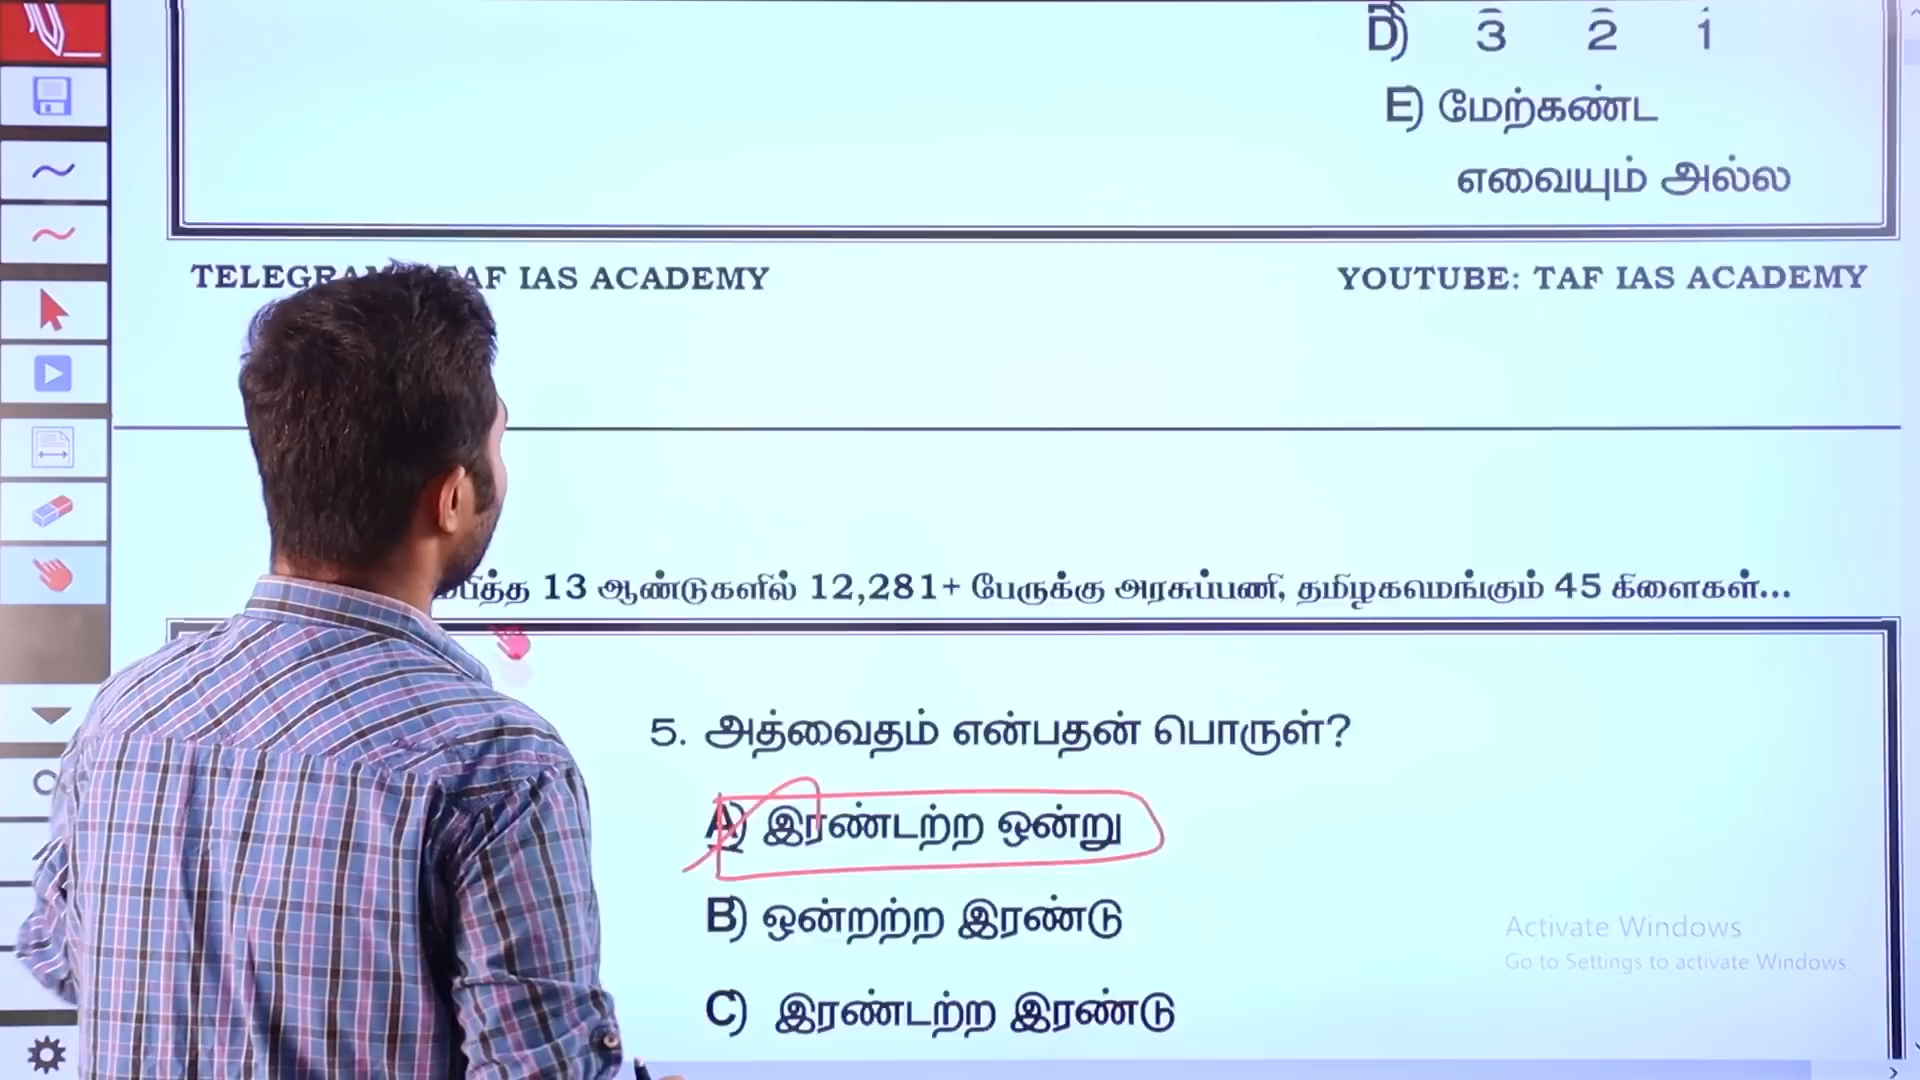 D) 3 2 1
E) மேற்கண்ட
எவையும் அல்ல
TELEGRAM TAF IAS ACADEMY
YOUTUBE: TAF IAS ACADEMY
13 ஆண்டுகளில் 12,281+ பேருக்கு அரசுப்பணி, தமிழகமெங்கும் 45 கிளைகள்...
5. அத்வைதம் என்பதன் பொருள்?
A) இரண்டற்ற ஒன்று
B) ஒன்றற்ற இரண்டு
C) இரண்டற்ற இரண்டு
Activate Windows
Go to Settings to activate Windows.